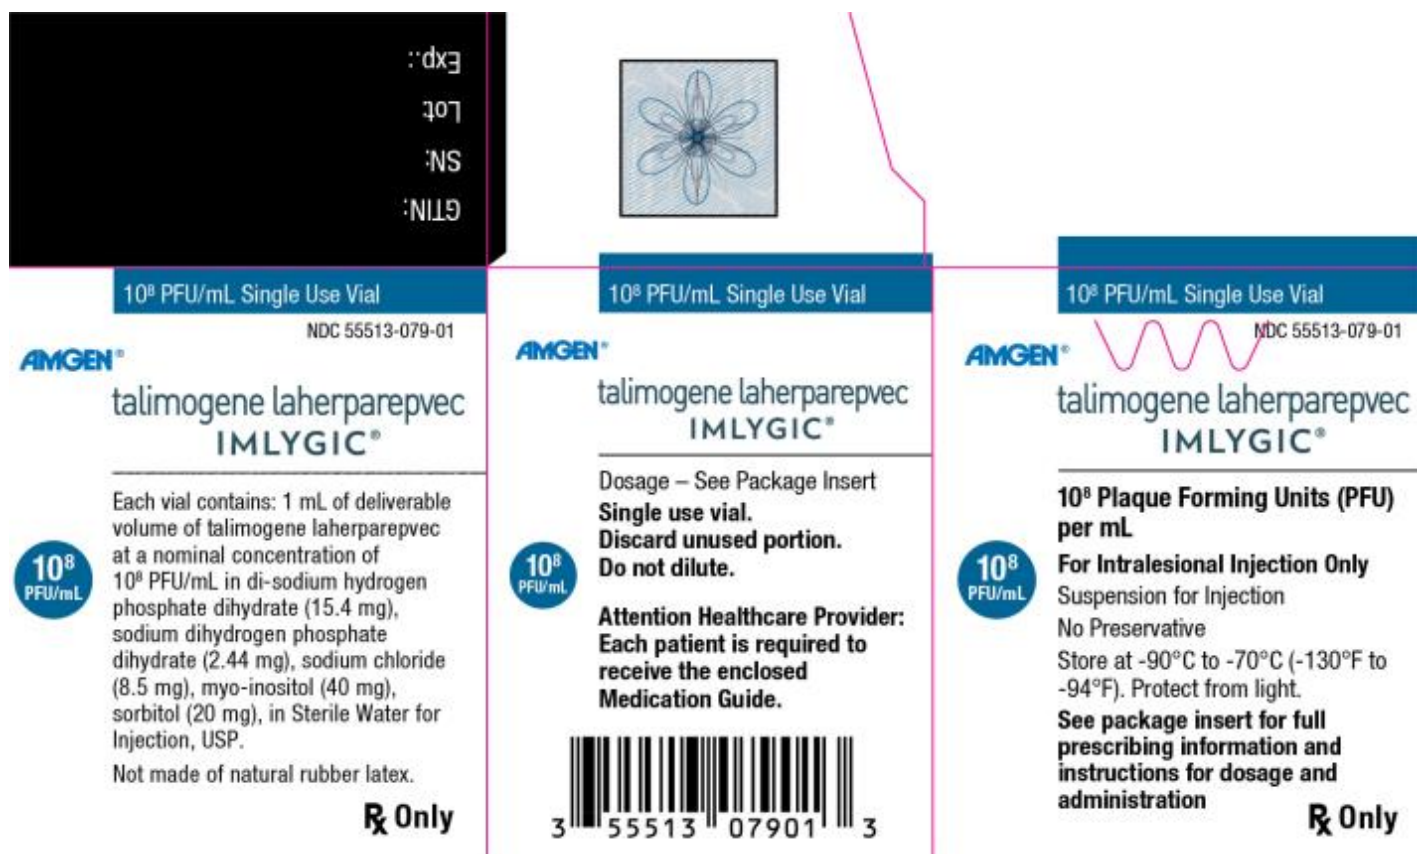 Exp.:
Lot:
SN:
GTIN:
10⁸ PFU/mL Single Use Vial
NDC 55513-079-01
AMGEN®
talimogene laherparepvec
IMLYGIC®
Each vial contains: 1 mL of deliverable
volume of talimogene laherparepvec
at a nominal concentration of
10⁸ PFU/mL in di-sodium hydrogen
phosphate dihydrate (15.4 mg),
sodium dihydrogen phosphate
dihydrate (2.44 mg), sodium chloride
(8.5 mg), myo-inositol (40 mg),
sorbitol (20 mg), in Sterile Water for
Injection, USP.
Not made of natural rubber latex.
10⁸
PFU/mL
Rx Only
10⁸ PFU/mL Single Use Vial
AMGEN®
talimogene laherparepvec
IMLYGIC®
Dosage – See Package Insert
Single use vial.
Discard unused portion.
Do not dilute.
10⁸
PFU/mL
Attention Healthcare Provider:
Each patient is required to
receive the enclosed
Medication Guide.
3 55513 07901 3
10⁸ PFU/mL Single Use Vial
NDC 55513-079-01
AMGEN®
talimogene laherparepvec
IMLYGIC®
10⁸ Plaque Forming Units (PFU)
per mL
For Intralesional Injection Only
Suspension for Injection
No Preservative
Store at -90°C to -70°C (-130°F to
-94°F). Protect from light.
See package insert for full
prescribing information and
instructions for dosage and
administration
10⁸
PFU/mL
Rx Only